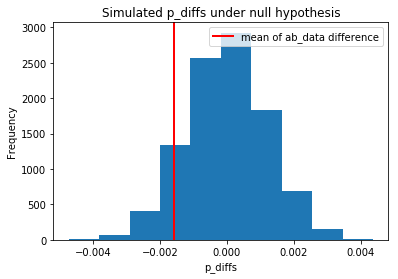 Simulated p_diffs under null hypothesis
mean of ab_data difference
3000
2500
2000
1500
1000
500
0
Frequency
−0.004 −0.002 0.000 0.002 0.004
p_diffs